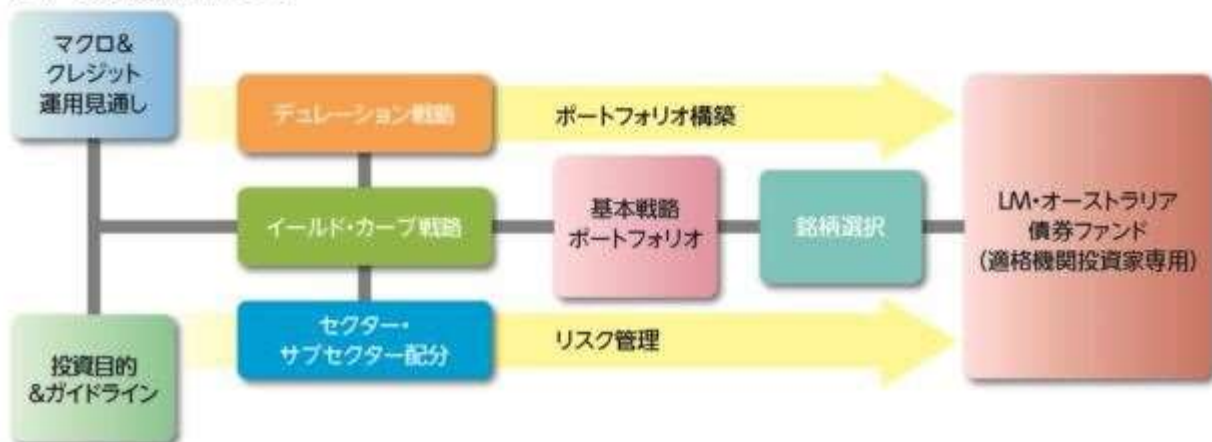 マクロ&
クレジット
運用見通し
デュレーション戦略
ポートフォリオ構築
イールド・カーブ戦略
基本戦略
ポートフォリオ
銘柄選択
LM・オーストラリア
債券ファンド
(適格機関投資家専用)
セクター・
サブセクター配分
リスク管理
投資目的
&ガイドライン